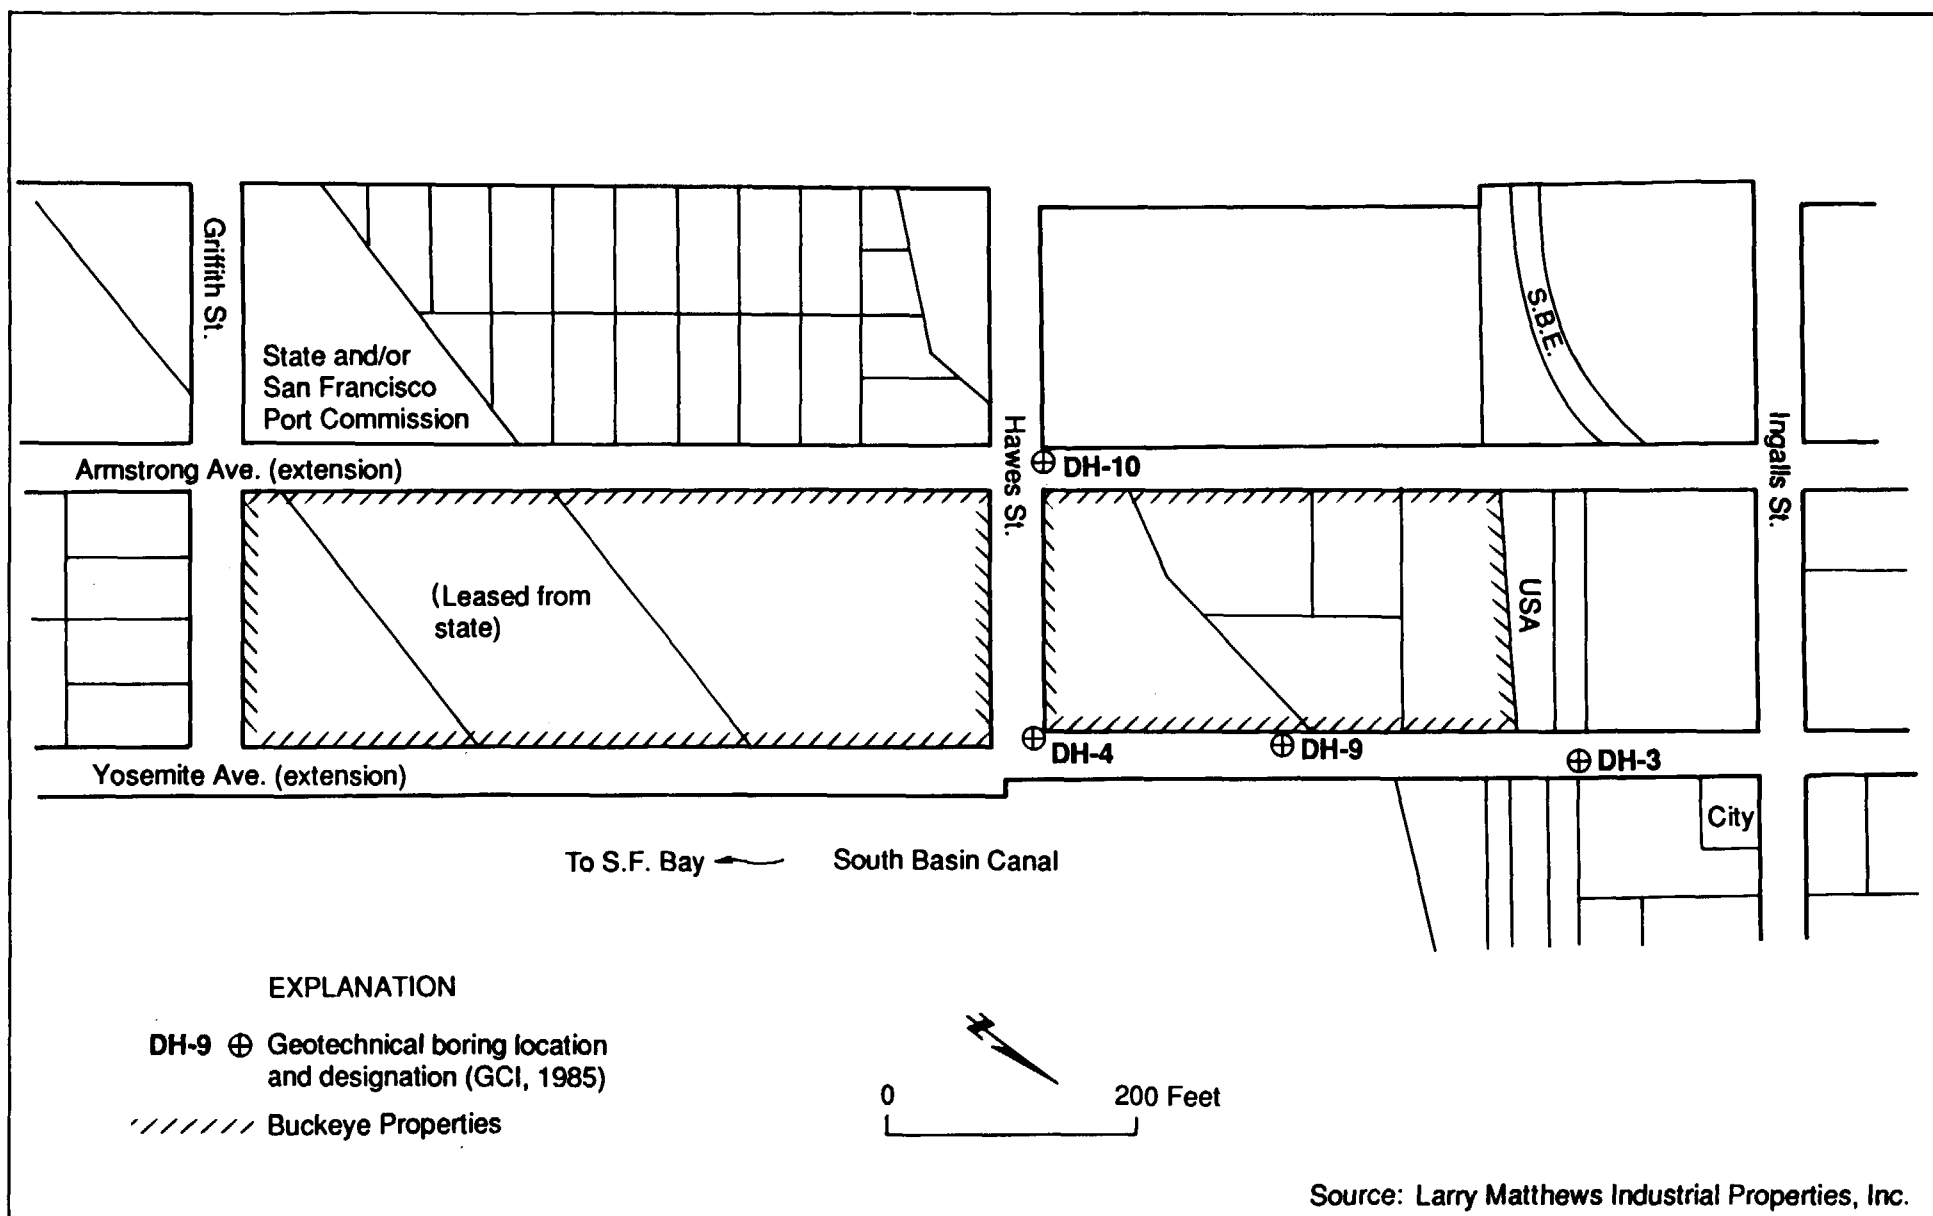 Griffith St.
State and/or
San Francisco
Port Commission
S.B.E.
Hawes St.
Ingalls St.
Armstrong Ave. (extension)
DH-10
(Leased from
state)
USA
DH-4
DH-9
DH-3
Yosemite Ave. (extension)
City
To S.F. Bay
South Basin Canal
EXPLANATION
DH-9 Geotechnical boring location
and designation (GCI, 1985)
Buckeye Properties
N
0 200 Feet
Source: Larry Matthews Industrial Properties, Inc.